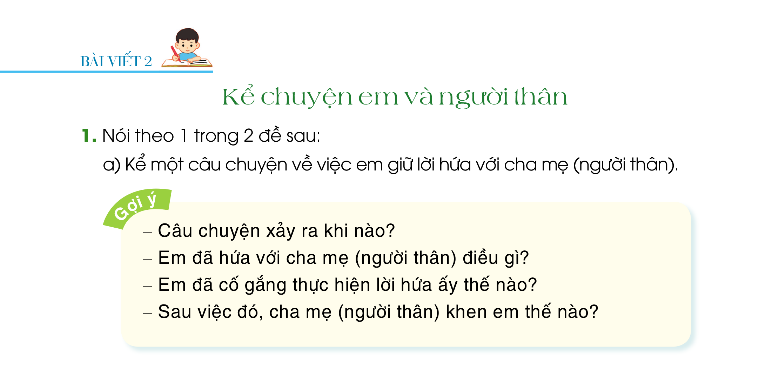 BÀI VIẾT 2
Kể chuyện em và người thân
1. Nói theo 1 trong 2 đề sau:
a) Kể một câu chuyện về việc em giữ lời hứa với cha mẹ (người thân).
Gợi ý
– Câu chuyện xảy ra khi nào?
– Em đã hứa với cha mẹ (người thân) điều gì?
– Em đã cố gắng thực hiện lời hứa ấy thế nào?
– Sau việc đó, cha mẹ (người thân) khen em thế nào?